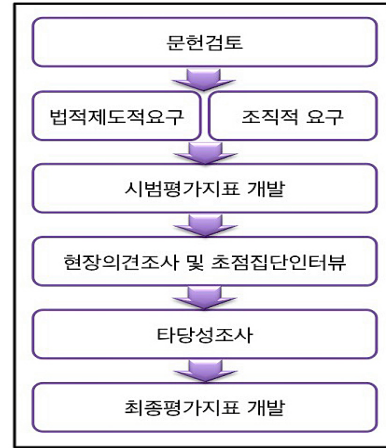 문헌검토
법적제도적요구 조직적 요구
시범평가지표 개발
현장의견조사 및 초점집단인터뷰
타당성조사
최종평가지표 개발